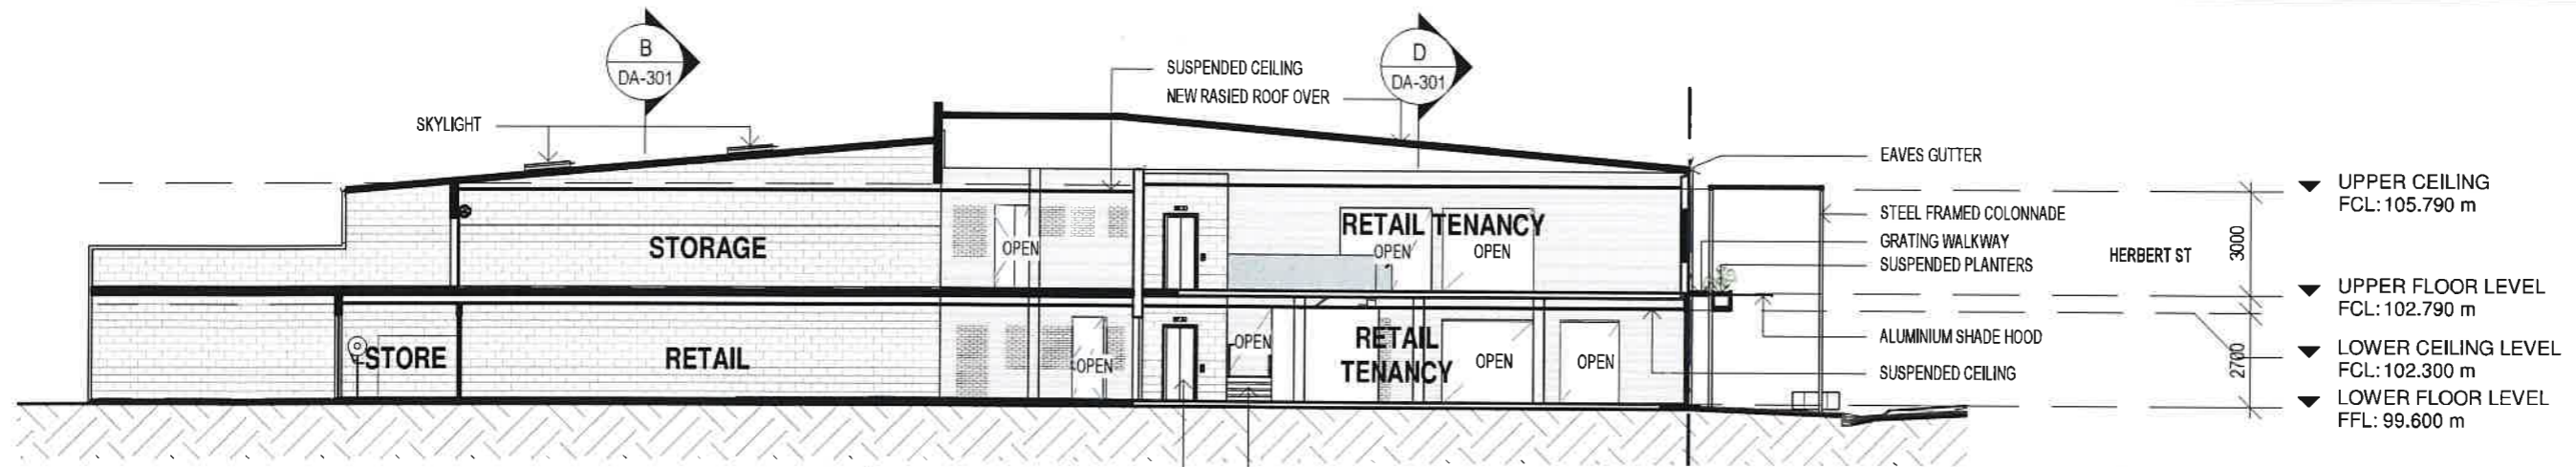 B
DA-301
D
DA-301
SUSPENDED CEILING
NEW RASIED ROOF OVER
SKYLIGHT
EAVES GUTTER
STEEL FRAMED COLONNADE
GRATING WALKWAY
SUSPENDED PLANTERS
HERBERT ST
ALUMINIUM SHADE HOOD
SUSPENDED CEILING
3000
2700
UPPER CEILING
FCL: 105.790 m
UPPER FLOOR LEVEL
FCL: 102.790 m
LOWER CEILING LEVEL
FCL: 102.300 m
LOWER FLOOR LEVEL
FFL: 99.600 m
STORAGE
OPEN
RETAIL TENANCY
OPEN
OPEN
STORE
RETAIL
OPEN
OPEN
RETAIL
TENANCY
OPEN
OPEN